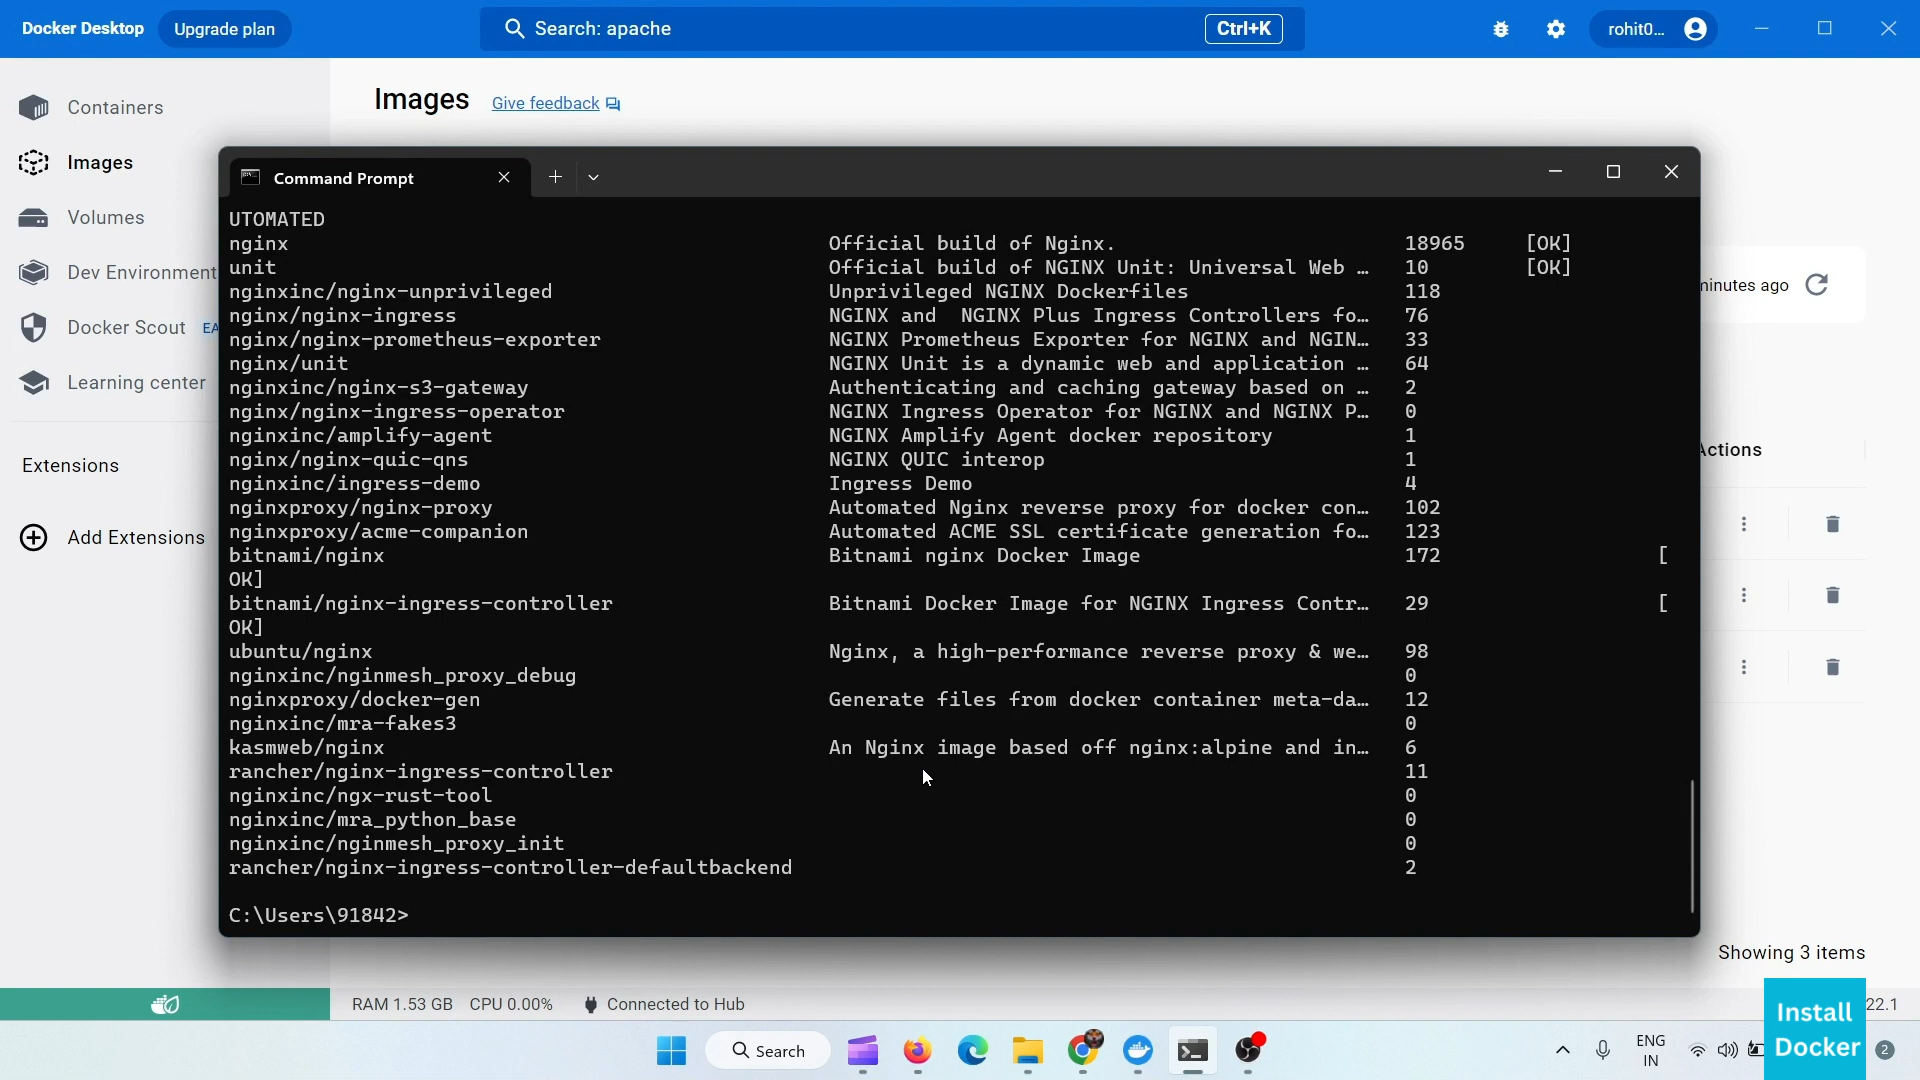 Docker Desktop
Upgrade plan
Search: apache
Ctrl+K
rohit0...
Containers
Images
Volumes
Dev Environment
Docker Scout EA
Learning center
Extensions
Add Extensions
Images
Give feedback
minutes ago
Actions
Showing 3 items
Command Prompt
UTOMATED
nginx Official build of Nginx. 18965 [OK]
unit Official build of NGINX Unit: Universal Web … 10 [OK]
nginxinc/nginx-unprivileged Unprivileged NGINX Dockerfiles 118
nginx/nginx-ingress NGINX and  NGINX Plus Ingress Controllers fo… 76
nginx/nginx-prometheus-exporter NGINX Prometheus Exporter for NGINX and NGIN… 33
nginx/unit NGINX Unit is a dynamic web and application … 64
nginxinc/nginx-s3-gateway Authenticating and caching gateway based on … 2
nginx/nginx-ingress-operator NGINX Ingress Operator for NGINX and NGINX P… 0
nginxinc/amplify-agent NGINX Amplify Agent docker repository 1
nginx/nginx-quic-qns NGINX QUIC interop 1
nginxinc/ingress-demo Ingress Demo 4
nginxproxy/nginx-proxy Automated Nginx reverse proxy for docker con… 102
nginxproxy/acme-companion Automated ACME SSL certificate generation fo… 123
bitnami/nginx Bitnami nginx Docker Image 172 [
OK]
bitnami/nginx-ingress-controller Bitnami Docker Image for NGINX Ingress Contr… 29 [
OK]
ubuntu/nginx Nginx, a high-performance reverse proxy & we… 98
nginxinc/nginmesh_proxy_debug 0
nginxproxy/docker-gen Generate files from docker container meta-da… 12
nginxinc/mra-fakes3 0
kasmweb/nginx An Nginx image based off nginx:alpine and in… 6
rancher/nginx-ingress-controller 11
nginxinc/ngx-rust-tool 0
nginxinc/mra_python_base 0
nginxinc/nginmesh_proxy_init 0
rancher/nginx-ingress-controller-defaultbackend 2
C:\Users\91842>
RAM 1.53 GB CPU 0.00% Connected to Hub
22.1
Search
ENG
IN
Install
Docker
2